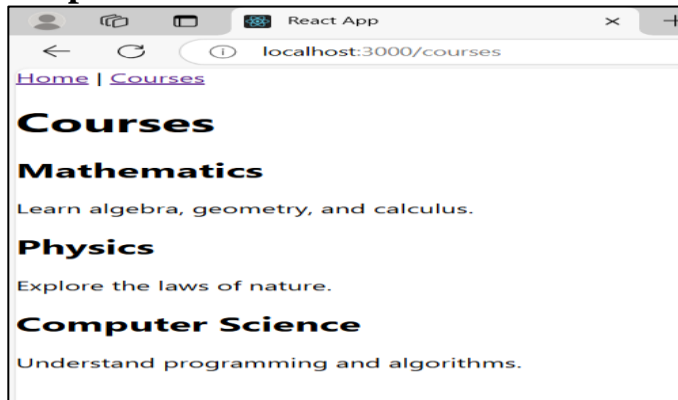 React App
localhost:3000/courses
Home | Courses
Courses
Mathematics
Learn algebra, geometry, and calculus.
Physics
Explore the laws of nature.
Computer Science
Understand programming and algorithms.